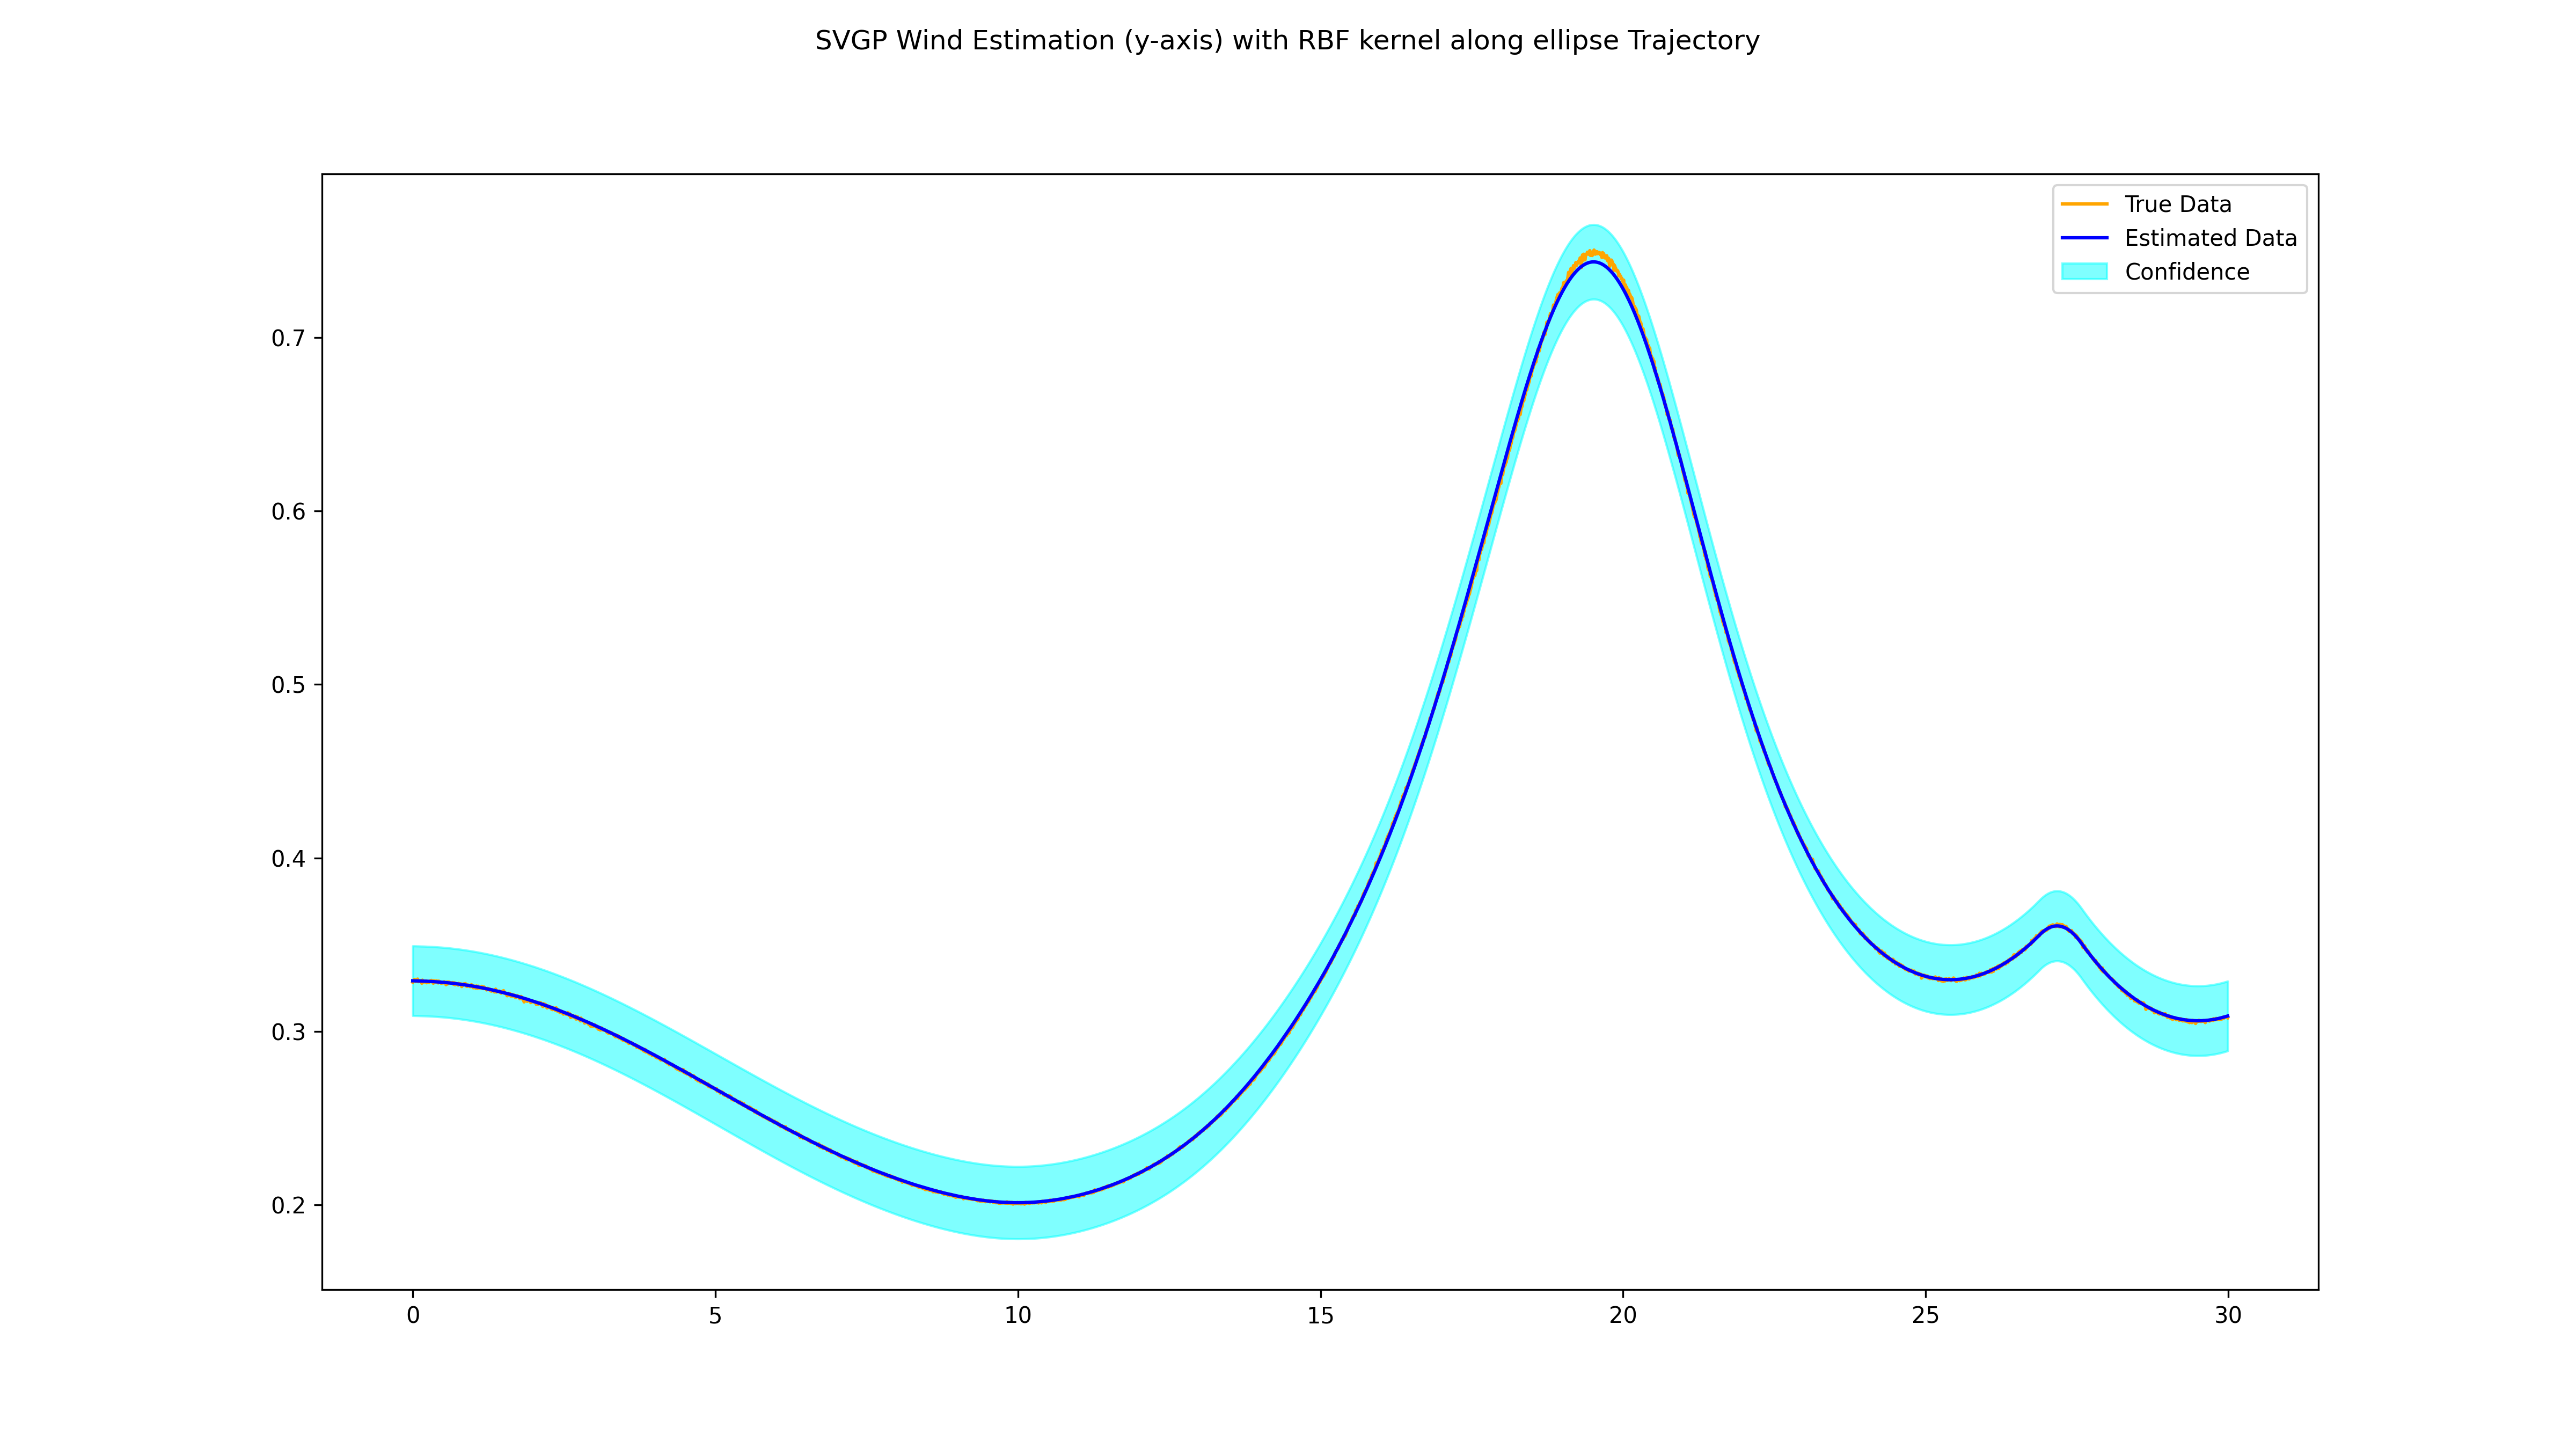 SVGP Wind Estimation (y-axis) with RBF kernel along ellipse Trajectory
True Data
Estimated Data
Confidence
0.7
0.6
0.5
0.4
0.3
0.2
0 5 10 15 20 25 30